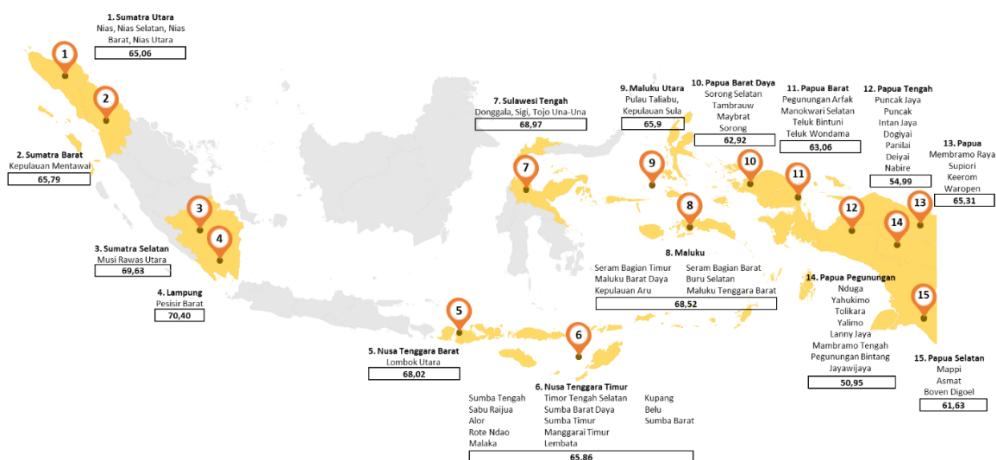 1. Sumatra Utara
Nias, Nias Selatan, Nias
Barat, Nias Utara
65,06
1
2
2. Sumatra Barat
Kepulauan Mentawai
65,79
3
4
3. Sumatra Selatan
Musi Rawas Utara
69,63
4. Lampung
Pesisir Barat
70,40
5
5. Nusa Tenggara Barat
Lombok Utara
68,02
6
6. Nusa Tenggara Timur
Sumba Tengah
Sabu Raijua
Alor
Rote Ndao
Malaka
Timor Tengah Selatan
Sumba Barat Daya
Sumba Timur
Manggarai Timur
Lembata
Kupang
Belu
Sumba Barat
65,86
7. Sulawesi Tengah
Donggala, Sigi, Tojo Una-Una
68,97
7
8
8. Maluku
Seram Bagian Timur
Maluku Barat Daya
Kepulauan Aru
Seram Bagian Barat
Buru Selatan
Maluku Tenggara Barat
68,52
9. Maluku Utara
Pulau Taliabu,
Kepulauan Sula
65,9
9
10. Papua Barat Daya
Sorong Selatan
Tambrauw
Maybrat
Sorong
62,92
10
11. Papua Barat
Pegunungan Arfak
Manokwari Selatan
Teluk Bintuni
Teluk Wondama
63,06
11
12. Papua Tengah
Puncak Jaya
Puncak
Intan Jaya
Dogiyai
Panilai
Deiyai
Nabire
54,99
12
13. Papua
Membramo Raya
Supiori
Keerom
Waropen
65,31
13
14
14. Papua Pegunungan
Nduga
Yahukimo
Tolikara
Yalimo
Lanny Jaya
Mambramo Tengah
Pegunungan Bintang
Jayawijaya
50,95
15
15. Papua Selatan
Mappi
Asmat
Boven Digoel
61,63